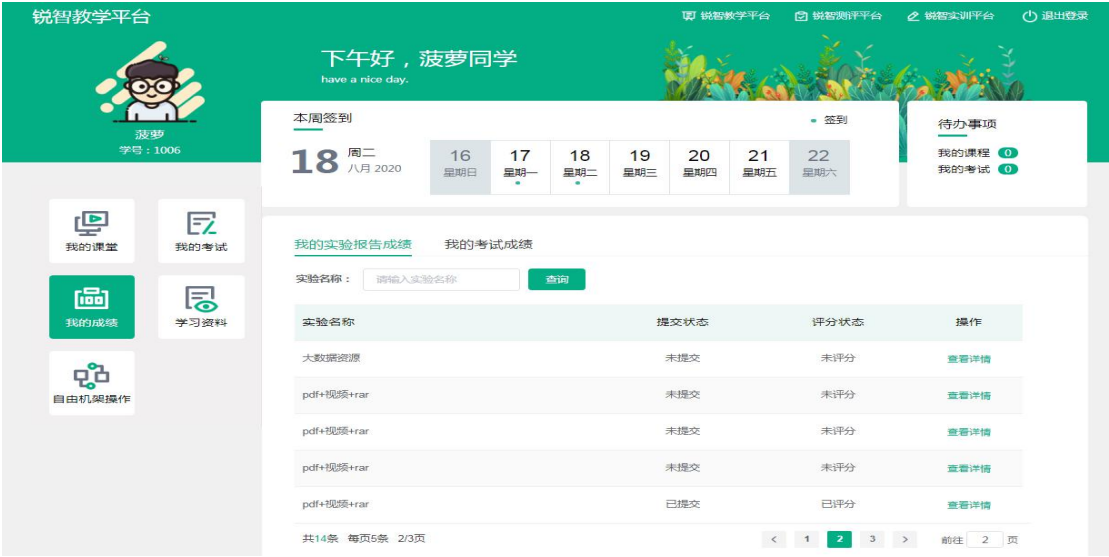 锐智教学平台
锐智教学平台 锐智测评平台 锐智实训平台 退出登录
下午好，菠萝同学
have a nice day.
菠萝
学号：1006
本周签到
签到
18 周二 八月 2020
16 17 18 19 20 21 22
星期日 星期一 星期二 星期三 星期四 星期五 星期六
待办事项
我的课程 0
我的考试 0
我的课堂 我的考试
我的成绩 学习资料
自由机架操作
我的实验报告成绩 我的考试成绩
实验名称： 请输入实验名称 查询
实验名称 提交状态 评分状态 操作
大数据资源 未提交 未评分 查看详情
pdf+视频+rar 未提交 未评分 查看详情
pdf+视频+rar 未提交 未评分 查看详情
pdf+视频+rar 未提交 未评分 查看详情
pdf+视频+rar 已提交 已评分 查看详情
共14条 每页5条 2/3页 < 1 2 3 > 前往 2 页